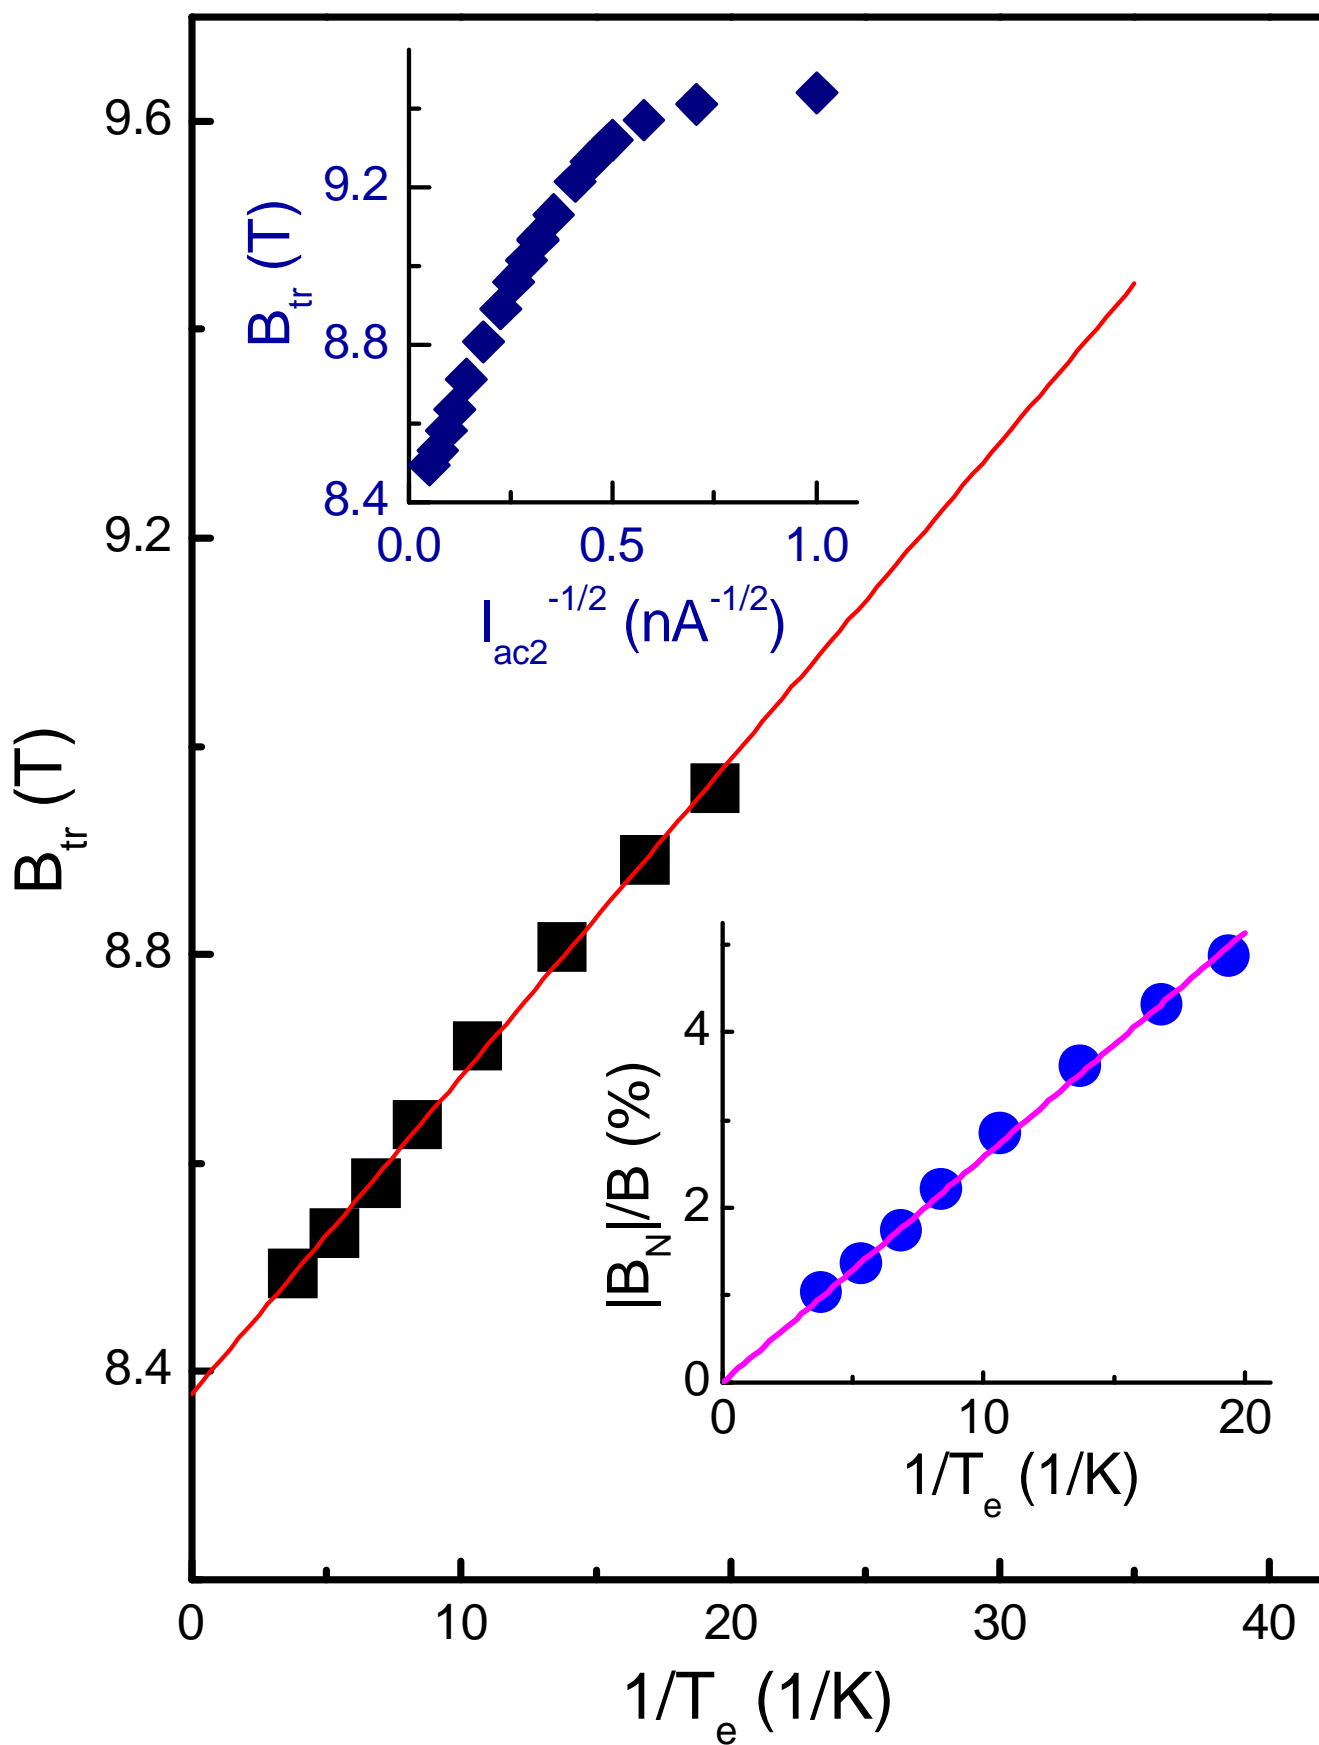 9.6
9.2
8.8
8.4
B_tr (T)
0 10 20 30 40
1/T_e (1/K)
9.2
8.8
8.4
B_tr (T)
0.0 0.5 1.0
I_ac2^-1/2 (nA^-1/2)
4
2
0
|B_N|/B (%)
0 10 20
1/T_e (1/K)